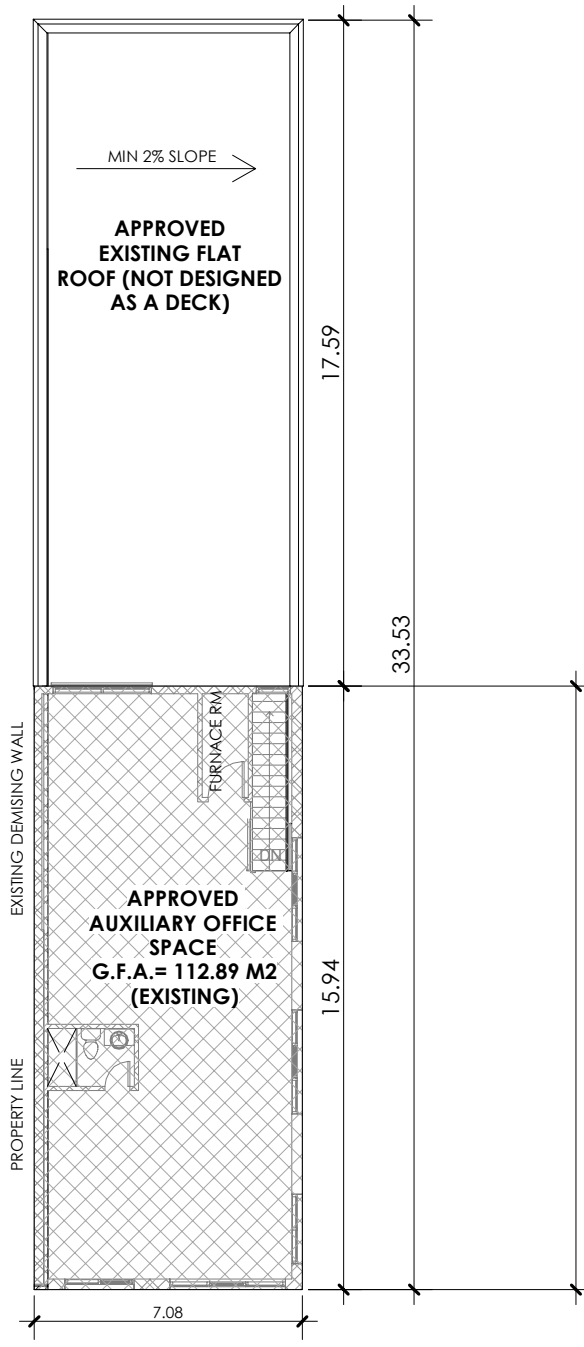 MIN 2% SLOPE
APPROVED
EXISTING FLAT
ROOF (NOT DESIGNED
AS A DECK)
17.59
33.53
FURNACE RM
EXISTING DEMISING WALL
DN
APPROVED
AUXILIARY OFFICE
SPACE
G.F.A.= 112.89 M2
(EXISTING)
15.94
PROPERTY LINE
7.08